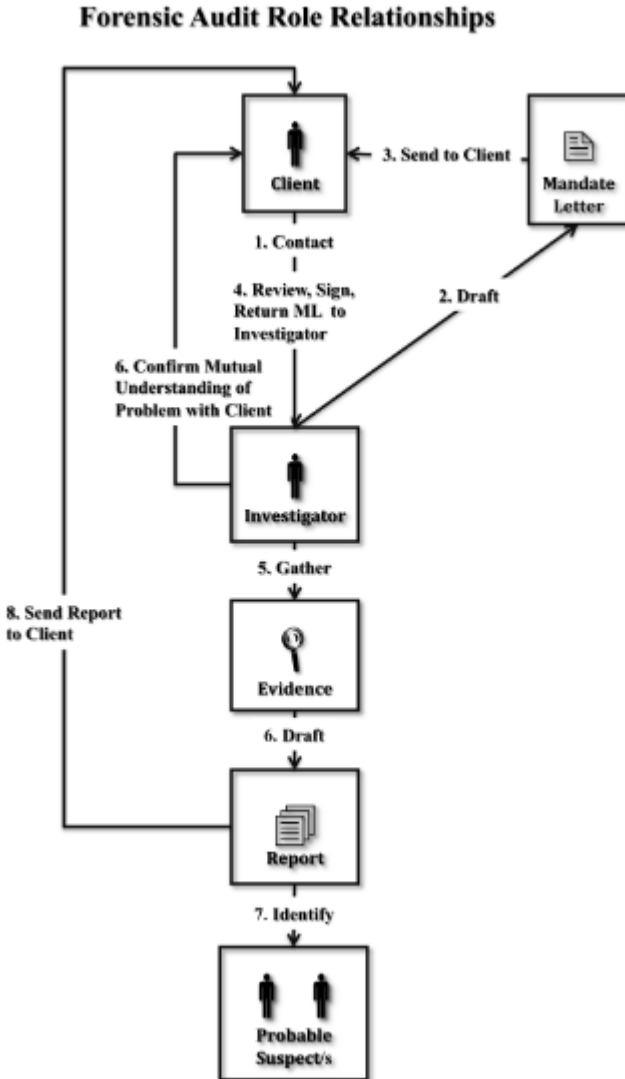 Forensic Audit Role Relationships
Client
3. Send to Client
Mandate
Letter
1. Contact
4. Review, Sign,
Return ML to
Investigator
2. Draft
6. Confirm Mutual
Understanding of
Problem with Client
Investigator
5. Gather
8. Send Report
to Client
Evidence
6. Draft
Report
7. Identify
Probable
Suspect/s